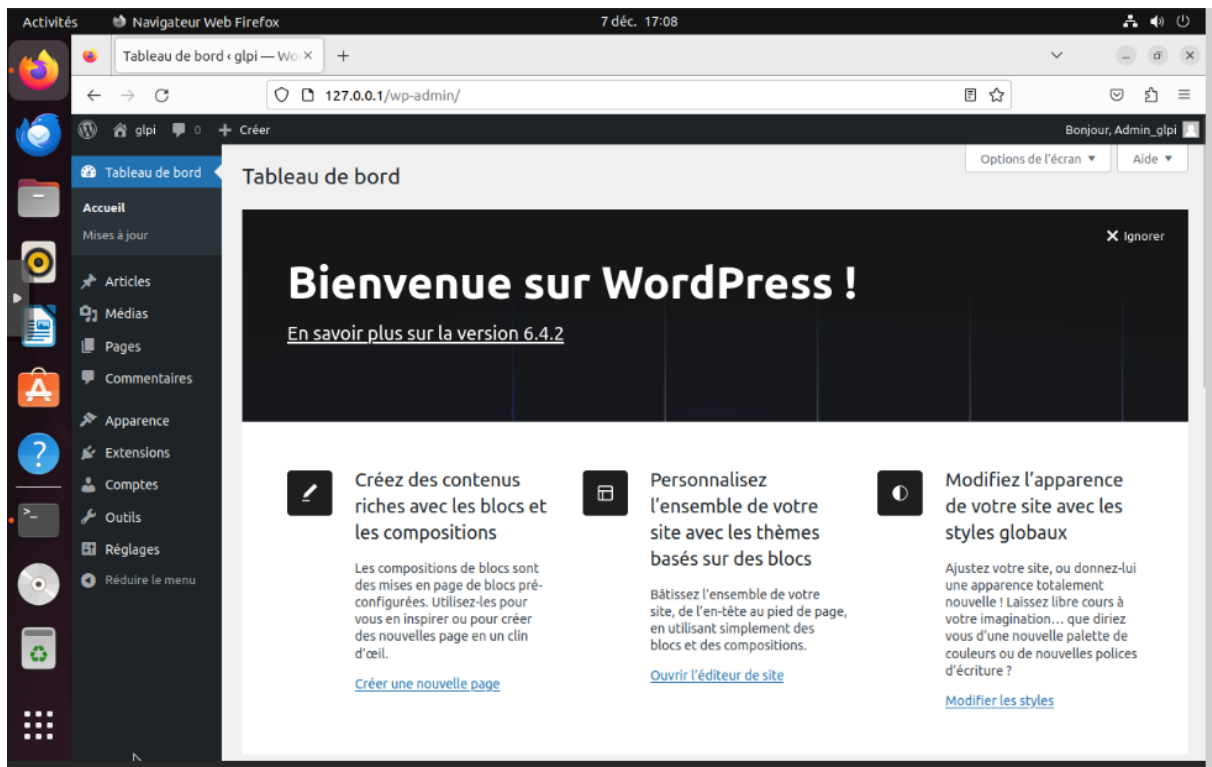 Activités Navigateur Web Firefox 7 déc. 17:08
Tableau de bord ‹ glpi — Wo
127.0.0.1/wp-admin/
glpi 0 + Créer Bonjour, Admin_glpi
Tableau de bord
Accueil
Mises à jour
Articles
Médias
Pages
Commentaires
Apparence
Extensions
Comptes
Outils
Réglages
Réduire le menu
Options de l'écran Aide
Tableau de bord
Ignorer
Bienvenue sur WordPress !
En savoir plus sur la version 6.4.2
Créez des contenus
riches avec les blocs et
les compositions
Les compositions de blocs sont
des mises en page de blocs pré-
configurées. Utilisez-les pour
vous en inspirer ou pour créer
des nouvelles page en un clin
d'œil.
Créer une nouvelle page
Personnalisez
l'ensemble de votre
site avec les thèmes
basés sur des blocs
Bâtissez l'ensemble de votre
site, de l'en-tête au pied de page,
en utilisant simplement des
blocs et des compositions.
Ouvrir l'éditeur de site
Modifiez l'apparence
de votre site avec les
styles globaux
Ajustez votre site, ou donnez-lui
une apparence totalement
nouvelle ! Laissez libre cours à
votre imagination… que diriez
vous d'une nouvelle palette de
couleurs ou de nouvelles polices
d'écriture ?
Modifier les styles